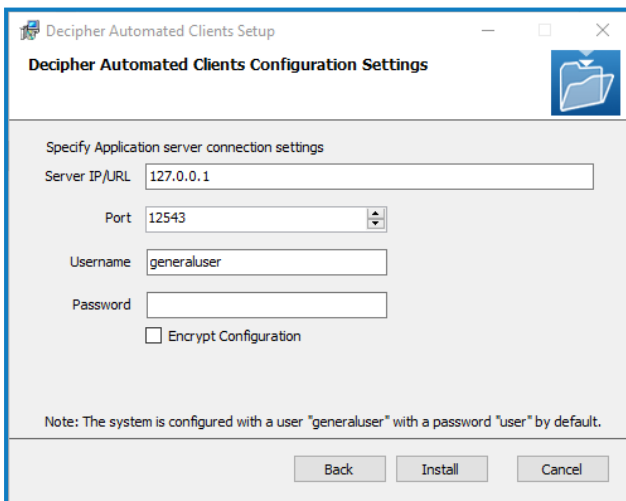 Decipher Automated Clients Setup
Decipher Automated Clients Configuration Settings
Specify Application server connection settings
Server IP/URL 127.0.0.1
Port 12543
Username generaluser
Password
Encrypt Configuration
Note: The system is configured with a user "generaluser" with a password "user" by default.
Back Install Cancel